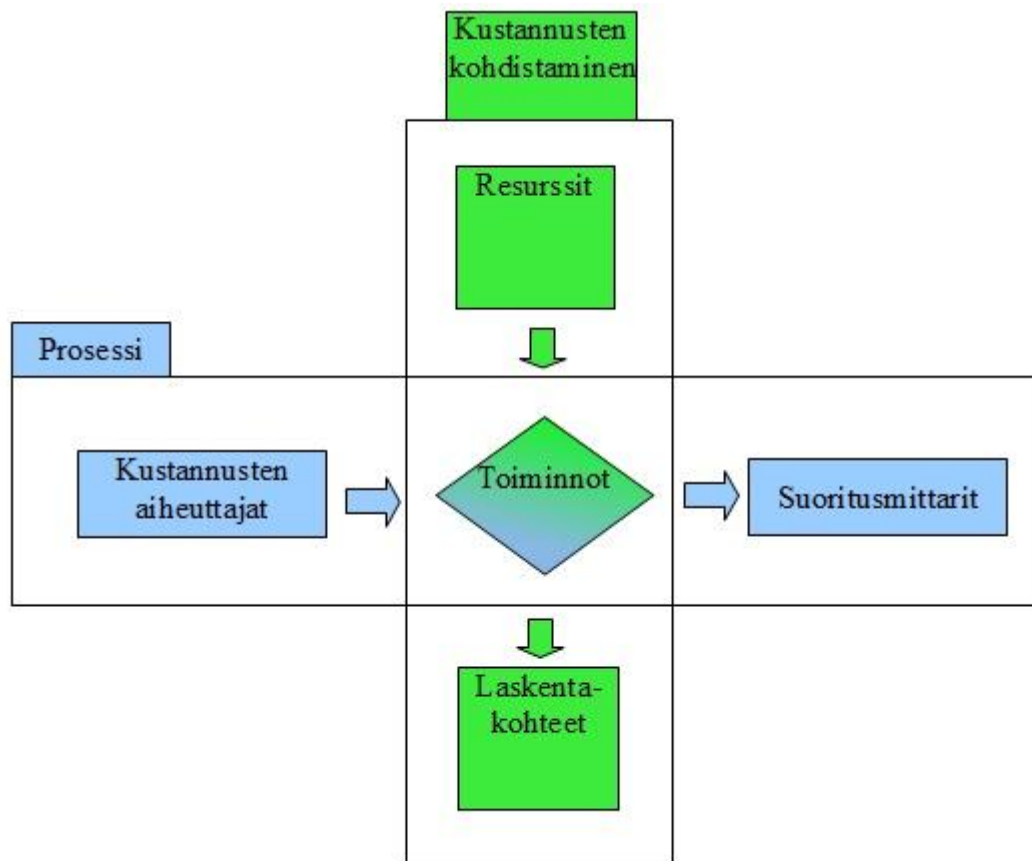 Kustannusten
kohdistaminen
Resurssit
Prosessi
Kustannusten
aiheuttajat
Toiminnot
Suoritusmittarit
Laskenta-
kohteet